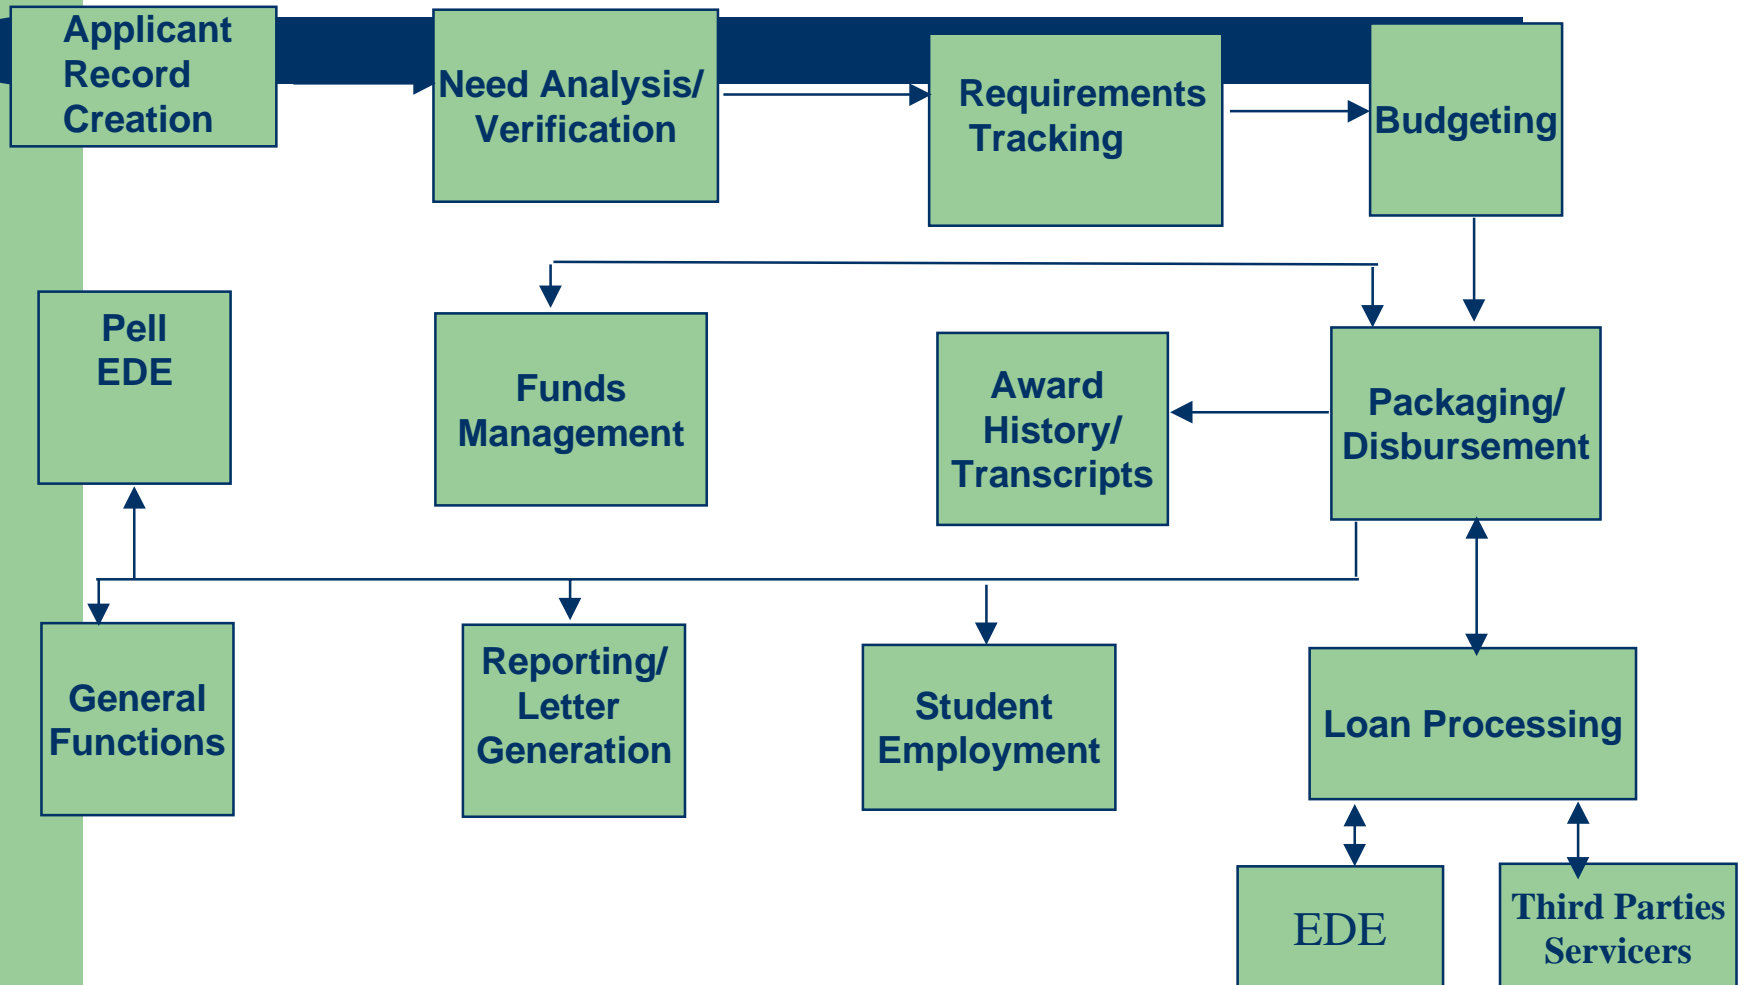 Applicant
Record
Creation
Need Analysis/
Verification
Requirements
Tracking
Budgeting
Pell
EDE
Funds
Management
Award
History/
Transcripts
Packaging/
Disbursement
General
Functions
Reporting/
Letter
Generation
Student
Employment
Loan Processing
EDE
Third Parties
Servicers